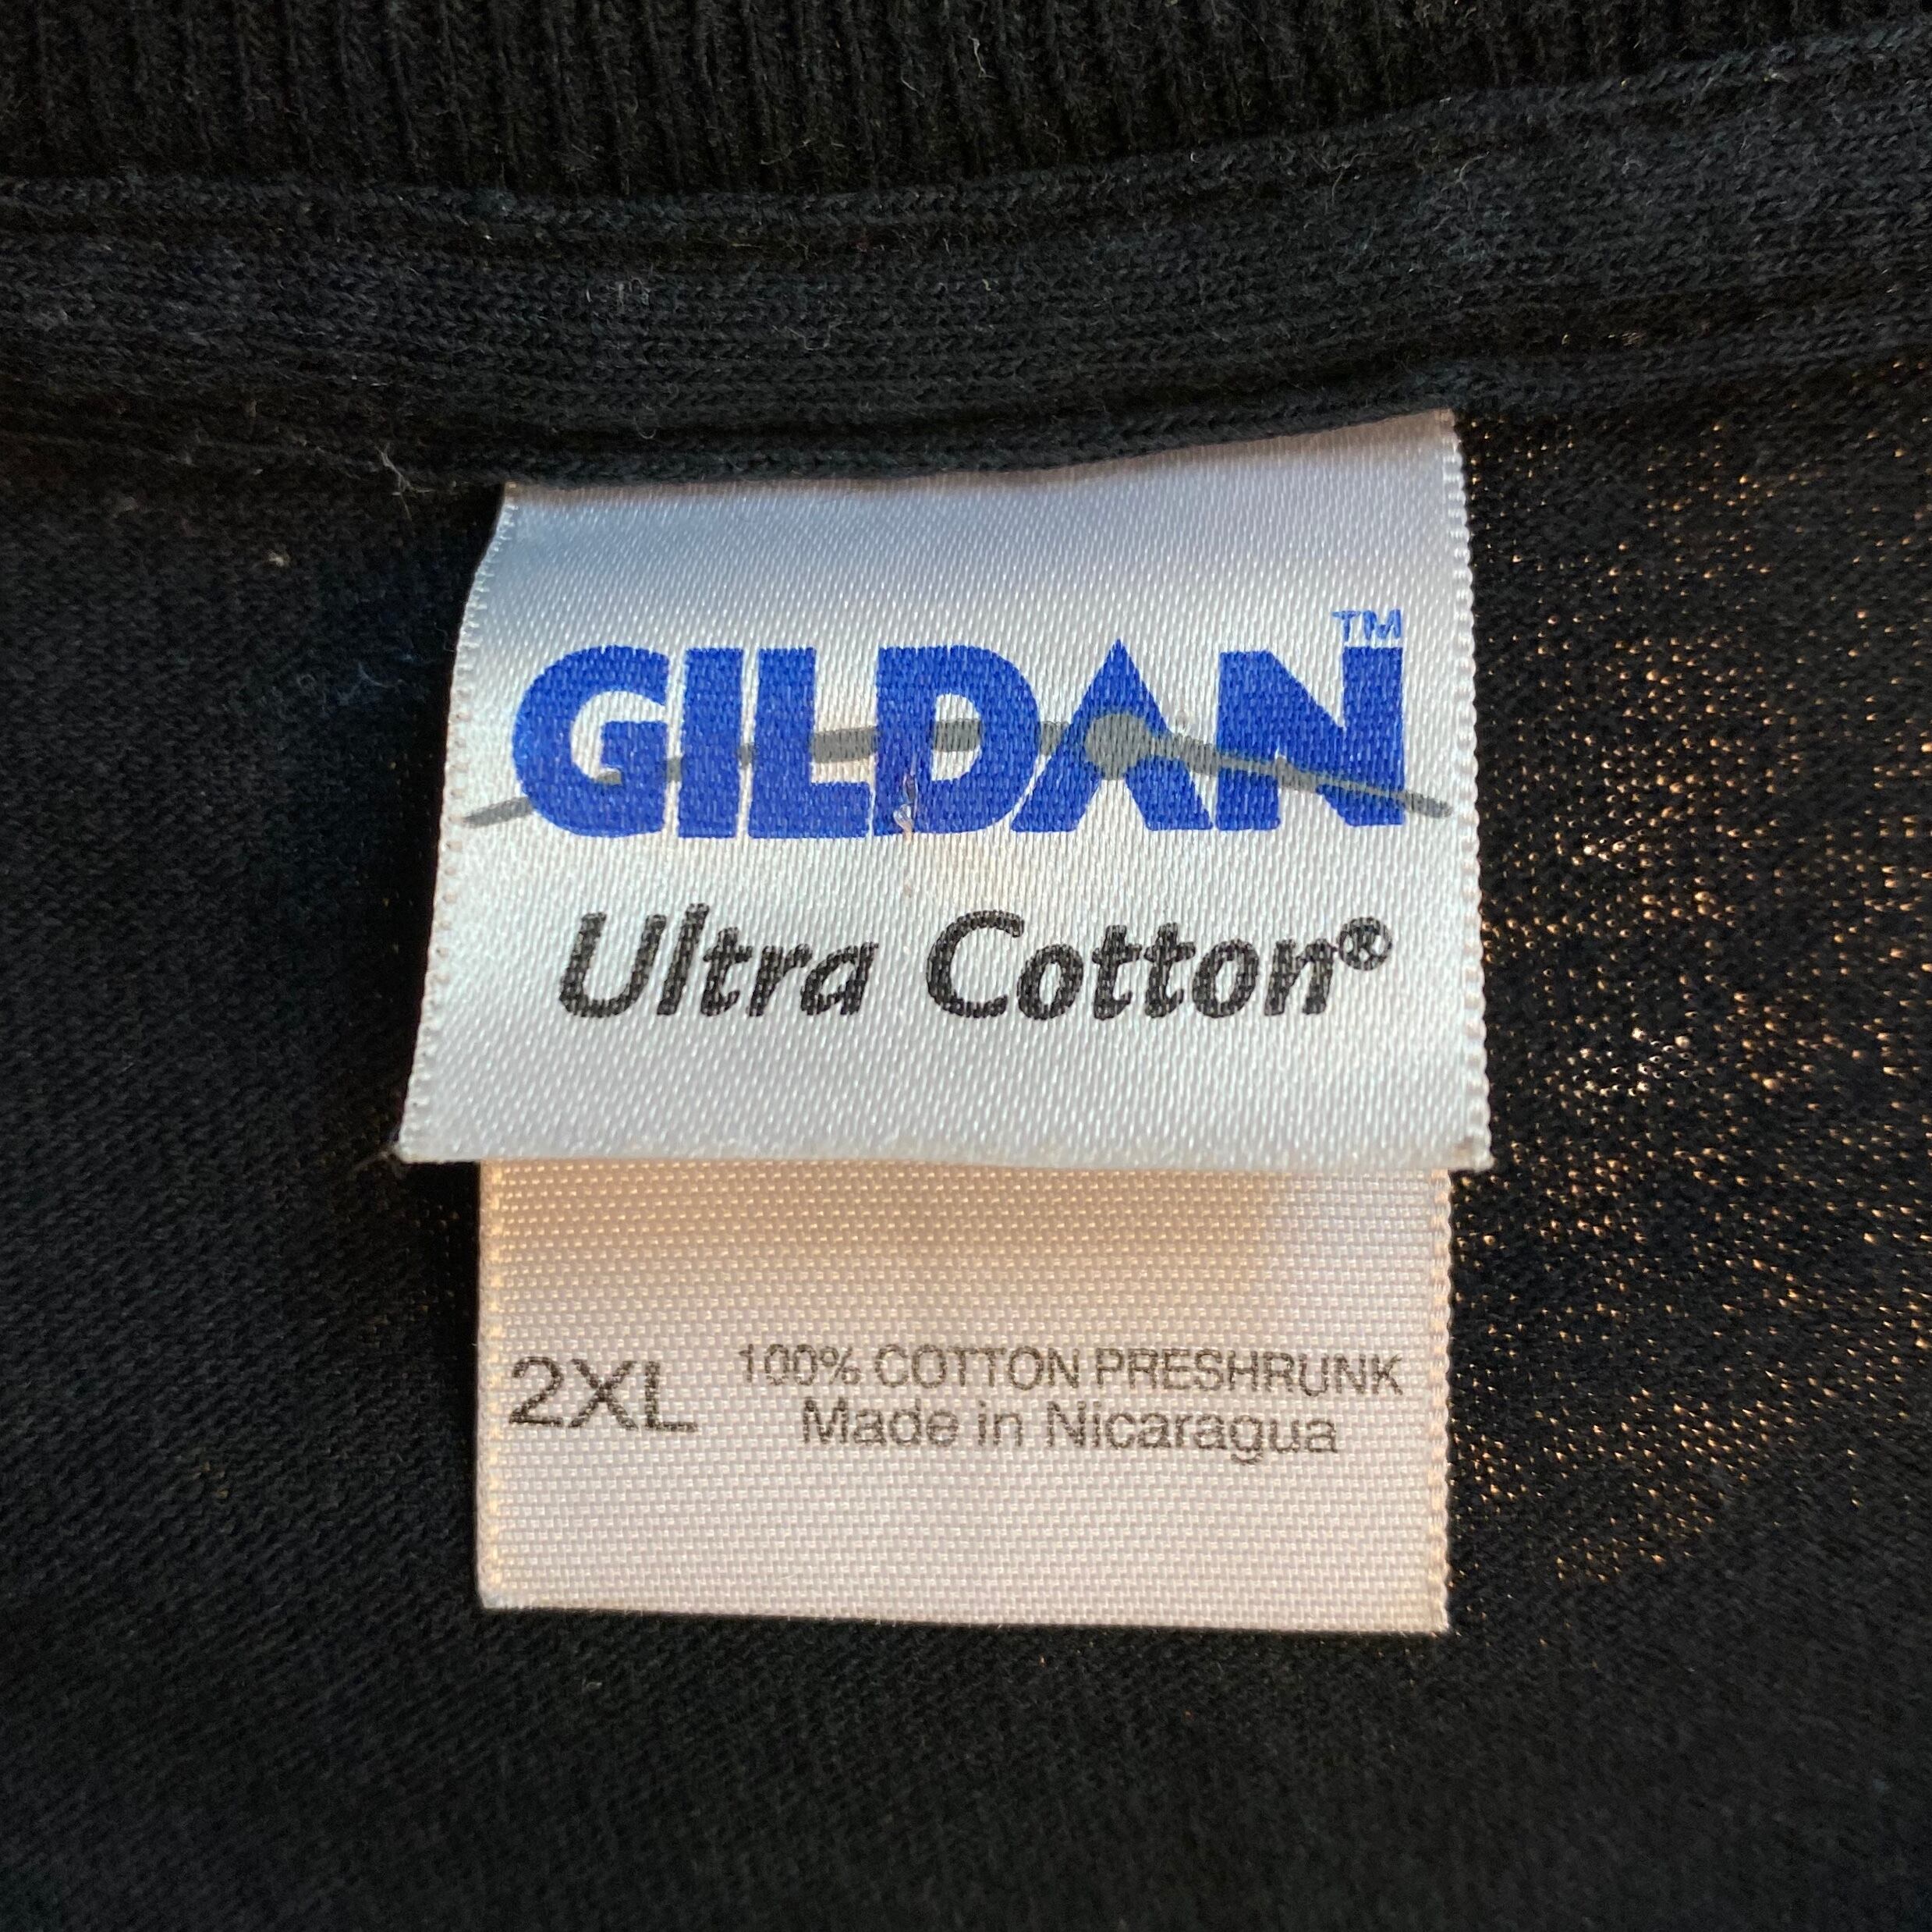 GILDAN™
Ultra Cotton®
2XL 100% COTTON PRESHRUNK
Made in Nicaragua